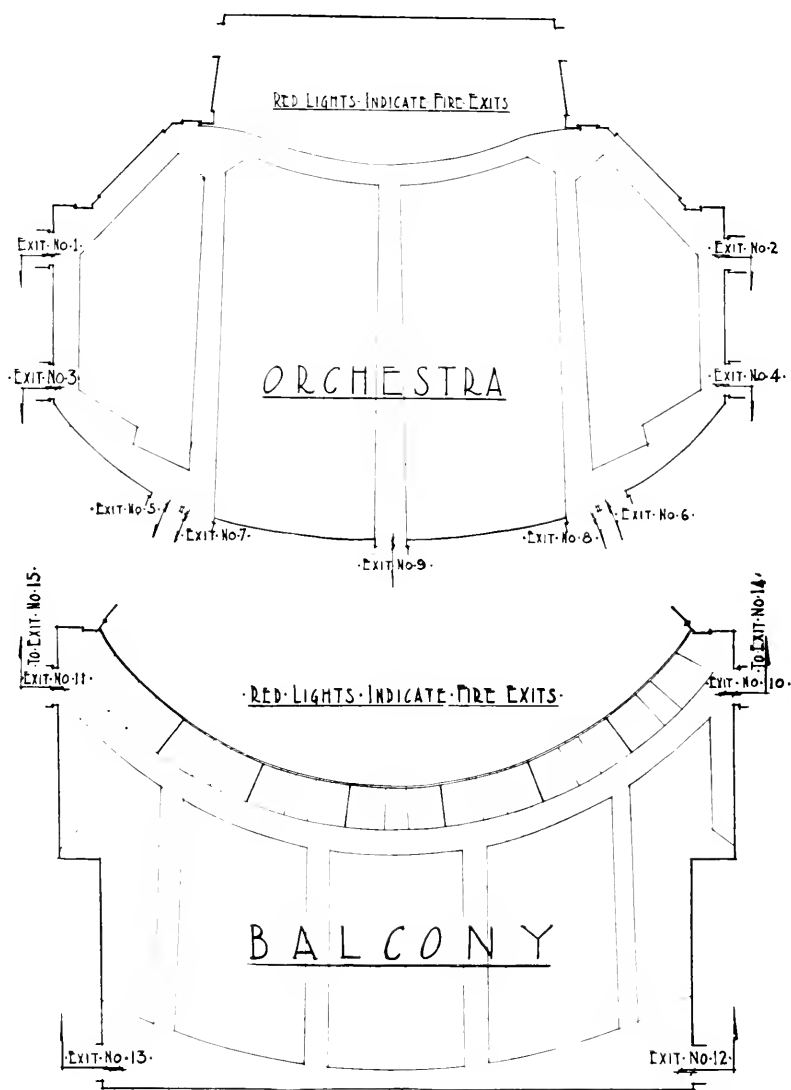 RED LIGHTS·INDICATE·FIRE EXITS
EXIT·NO·1·
EXIT·NO·2
·EXIT·NO·3
EXIT·NO·4·
ORCHESTRA
·EXIT·NO·5·
·EXIT·NO·7·
·EXIT·NO·9·
·EXIT·NO·8·
·EXIT·NO·6·
·TO·EXIT·NO·15·
·TO·EXIT·NO·14·
EXIT·NO·11·
·RED·LIGHTS·INDICATE·FIRE EXITS·
EXIT·NO·10·
BALCONY
·EXIT·NO·13·
·EXIT·NO·12·